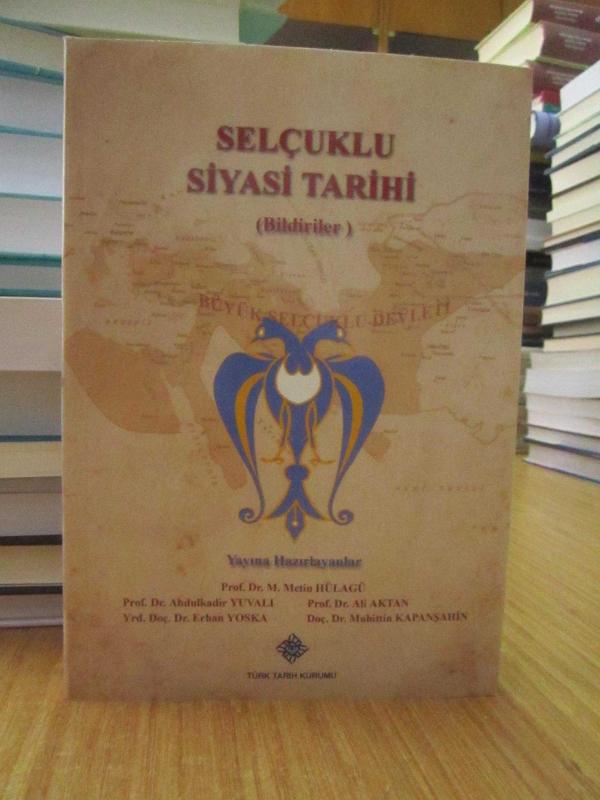 SELÇUKLU
SİYASİ TARİHİ
(Bildiriler )
BÜYÜK SELÇUKLU DEVLETİ
Yayına Hazırlayanlar
Prof. Dr. M. Metin HÜLAGÜ
Prof. Dr. Abdulkadir YUVALI Prof. Dr. Ali AKTAN
Yrd. Doç. Dr. Erhan YOSKA Doç. Dr. Muhittin KAPANŞAHİN
TÜRK TARİH KURUMU